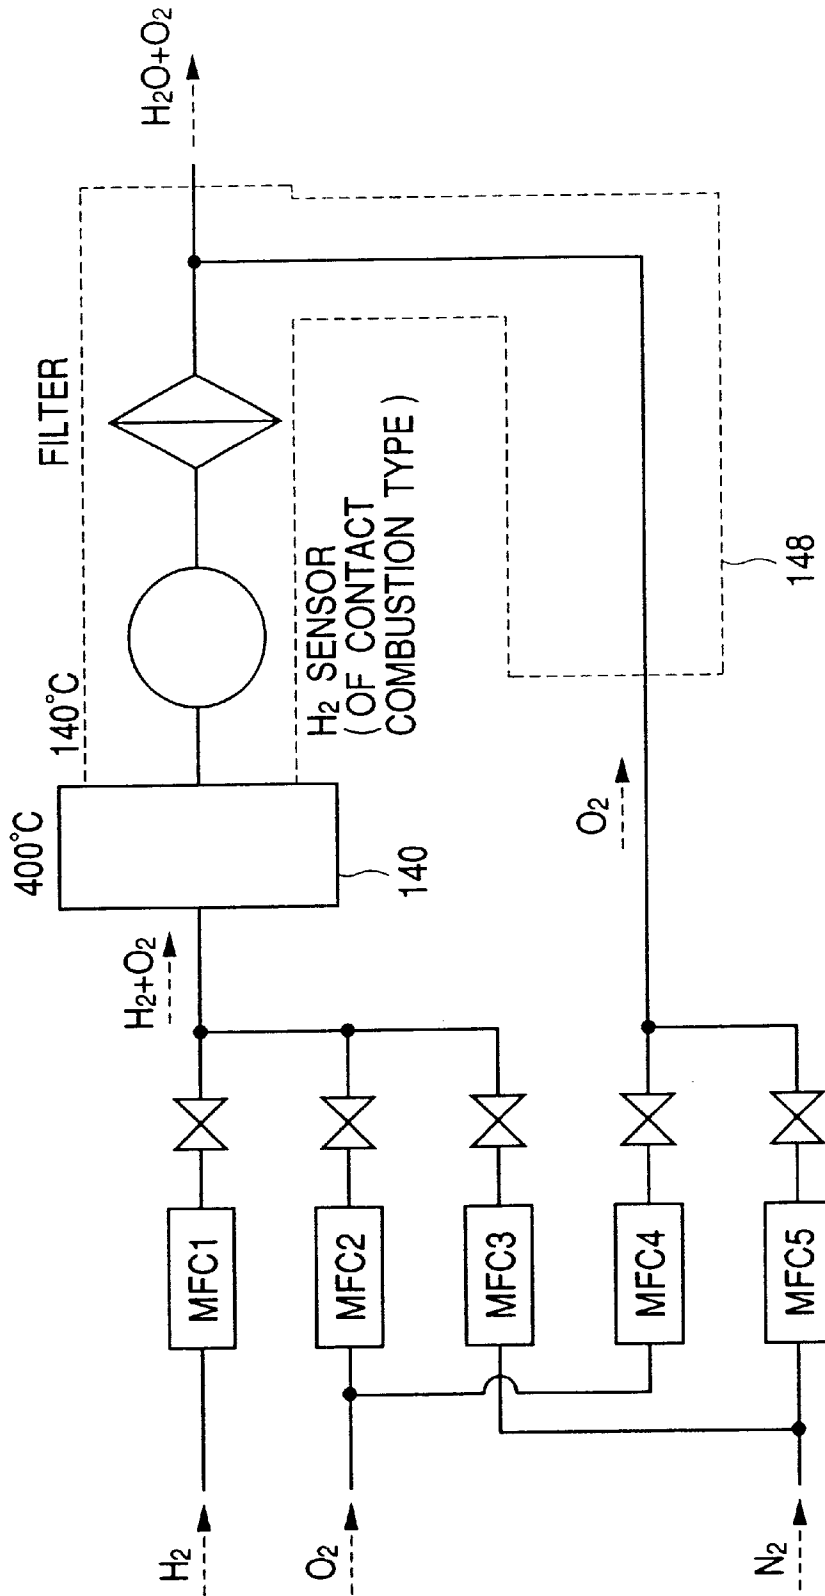 H2
O2
N2
MFC1
MFC2
MFC3
MFC4
MFC5
H2+O2
O2
400°C
140
140°C
H2 SENSOR
(OF CONTACT
COMBUSTION TYPE)
FILTER
148
H2O+O2